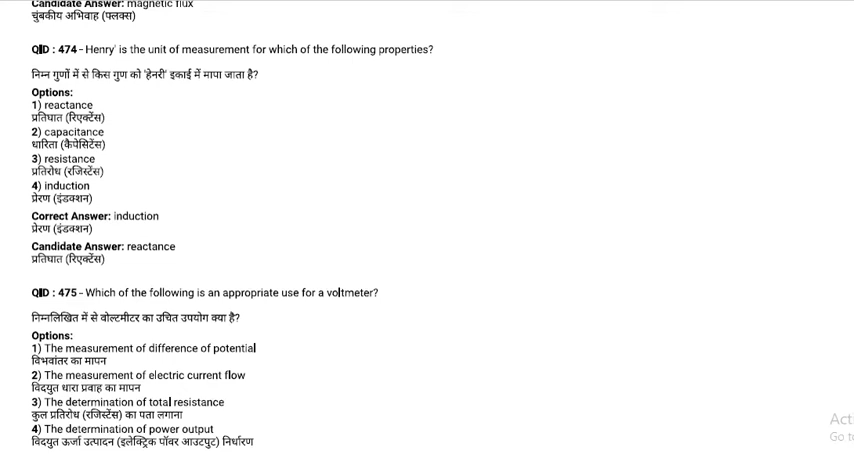 Candidate Answer: magnetic flux
चुंबकीय अभिवाह (फ्लक्स)
QID : 474 - Henry' is the unit of measurement for which of the following properties?
निम्न गुणों में से किस गुण को 'हेनरी' इकाई में मापा जाता है?
Options:
1) reactance
प्रतिघात (रिएक्टेंस)
2) capacitance
धारिता (कैपेसिटेंस)
3) resistance
प्रतिरोध (रजिस्टेंस)
4) induction
प्रेरण (इंडक्शन)
Correct Answer: induction
प्रेरण (इंडक्शन)
Candidate Answer: reactance
प्रतिघात (रिएक्टेंस)
QID : 475 - Which of the following is an appropriate use for a voltmeter?
निम्नलिखित में से वोल्टमीटर का उचित उपयोग क्या है?
Options:
1) The measurement of difference of potential
विभवांतर का मापन
2) The measurement of electric current flow
विदयुत धारा प्रवाह का मापन
3) The determination of total resistance
कुल प्रतिरोध (रजिस्टेंस) का पता लगाना
4) The determination of power output
विदयुत ऊर्जा उत्पादन (इलेक्ट्रिक पॉवर आउटपुट) निर्धारण
Act
Go to